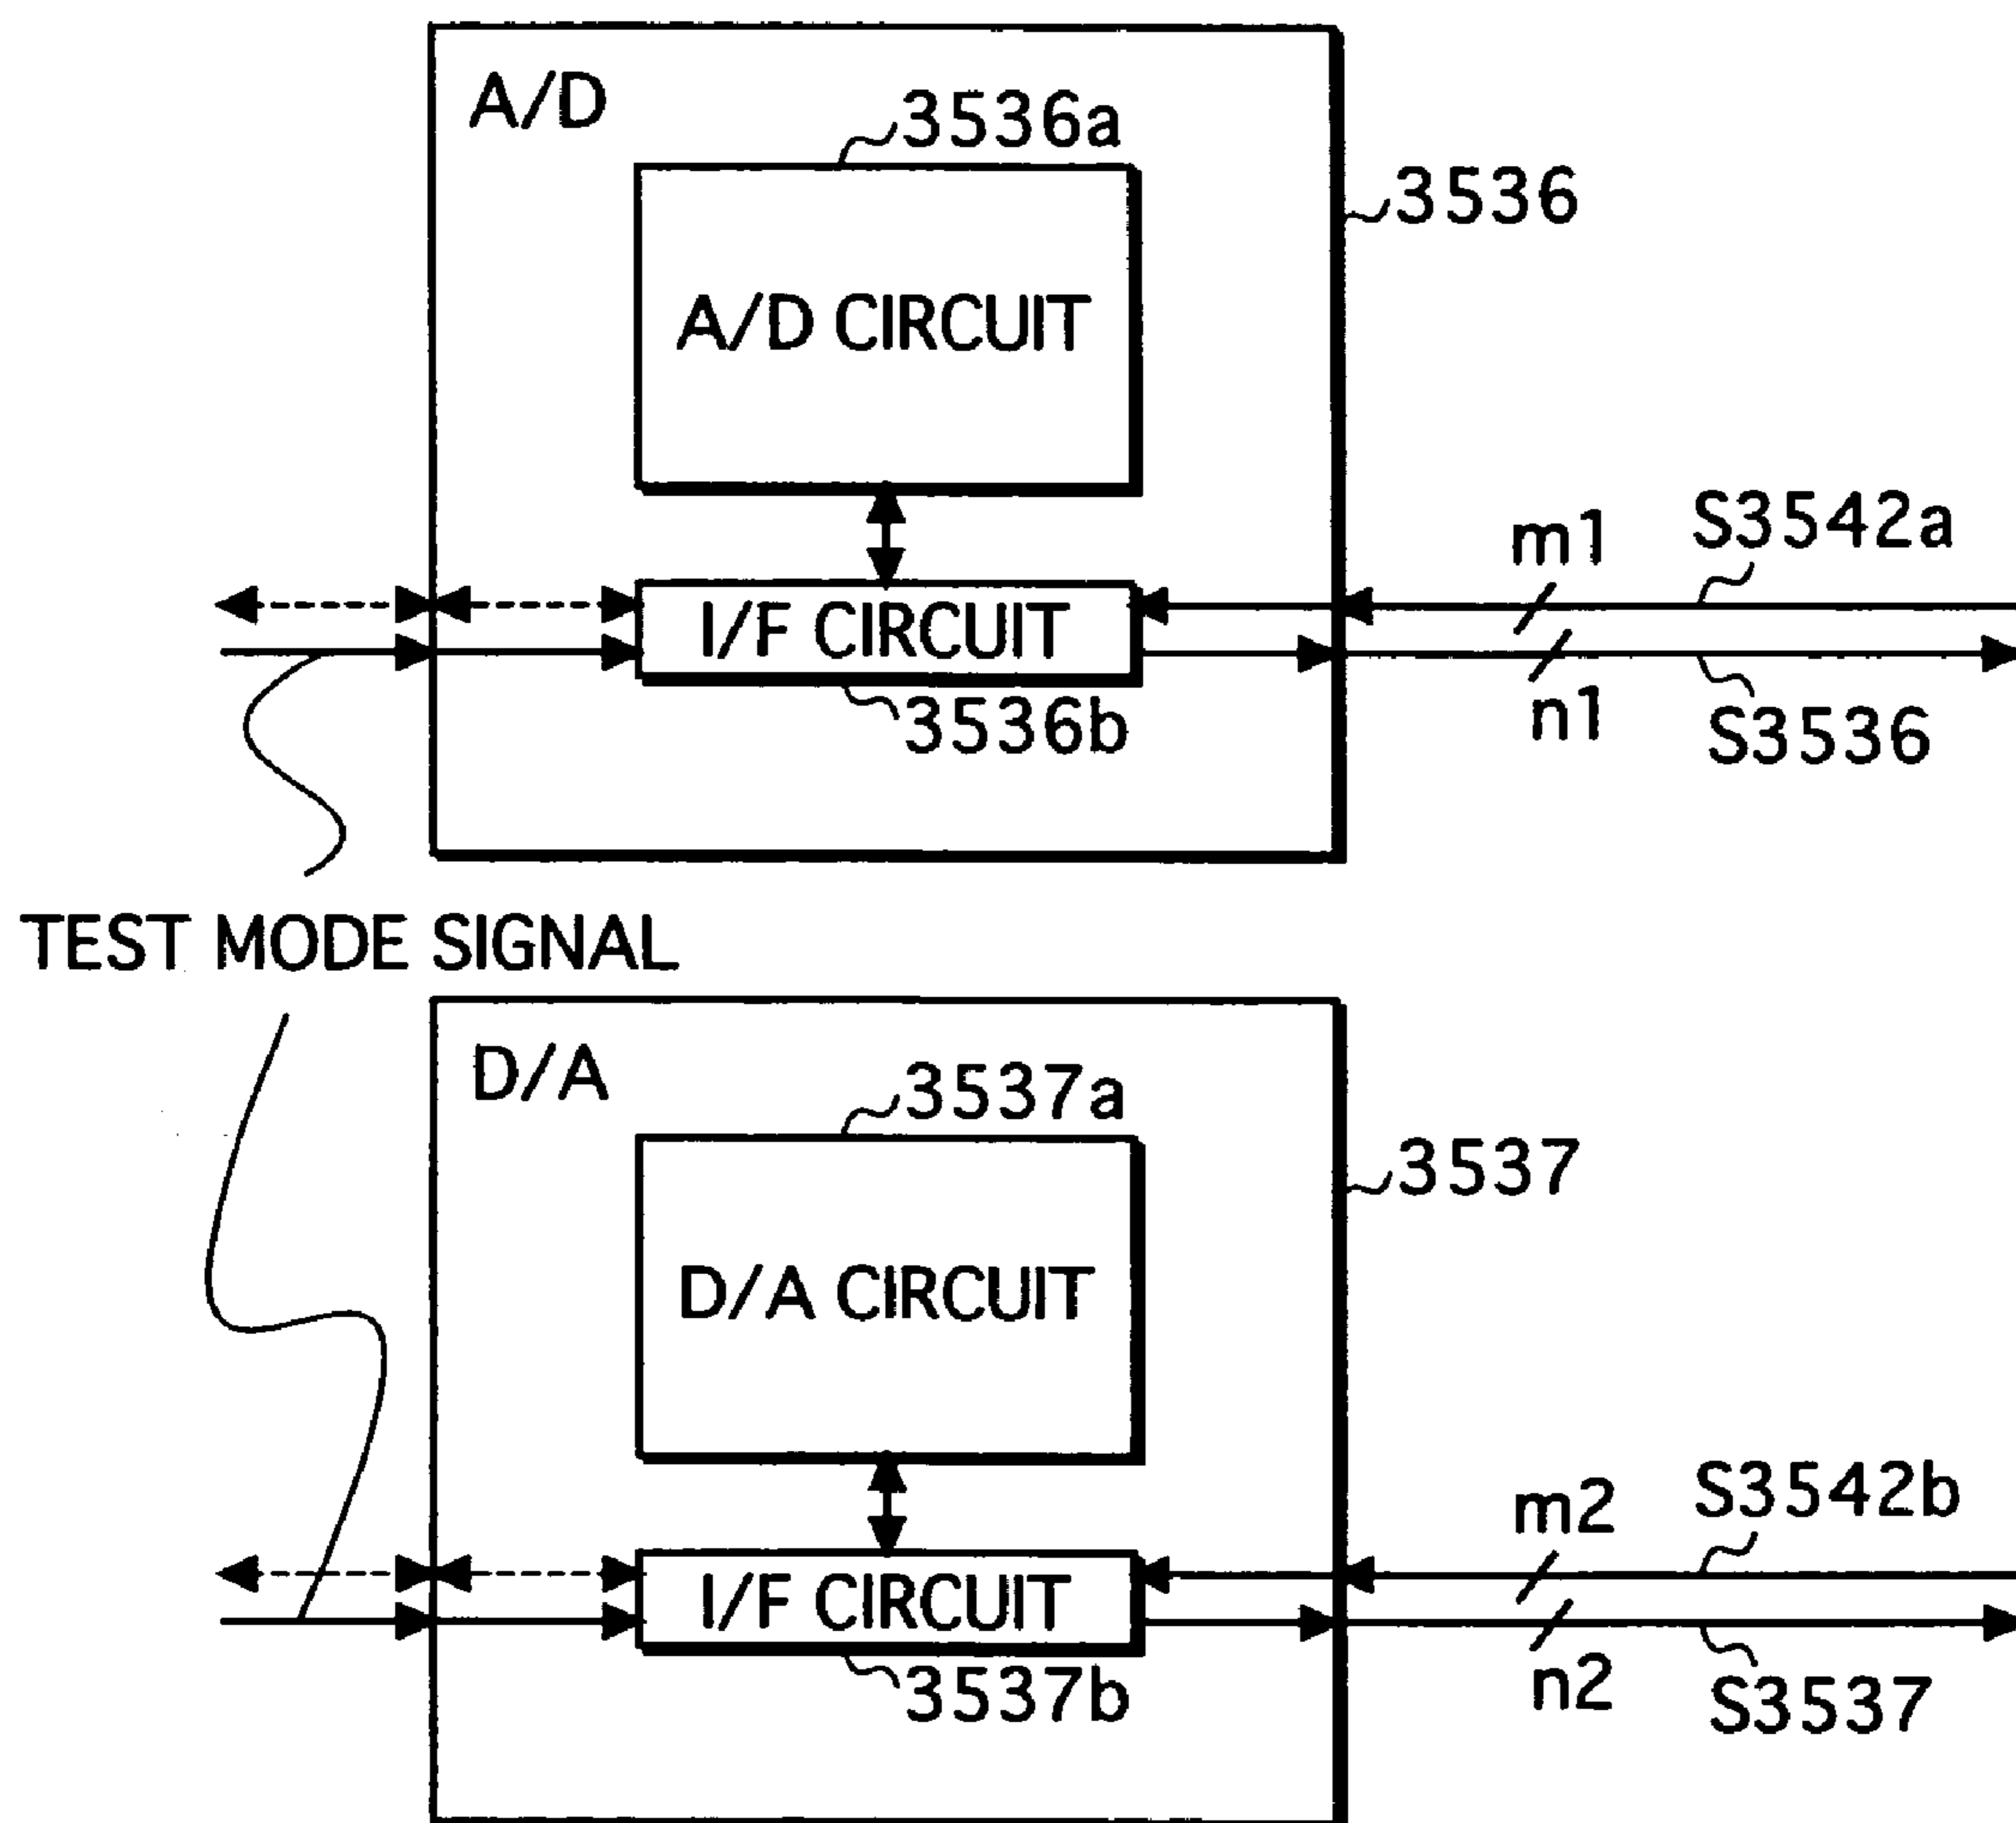 A/D
3536a
3536
A/D CIRCUIT
m1
S3542a
I/F CIRCUIT
n1
S3536
3536b
TEST MODE SIGNAL
D/A
3537a
3537
D/A CIRCUIT
m2
S3542b
I/F CIRCUIT
n2
S3537
3537b